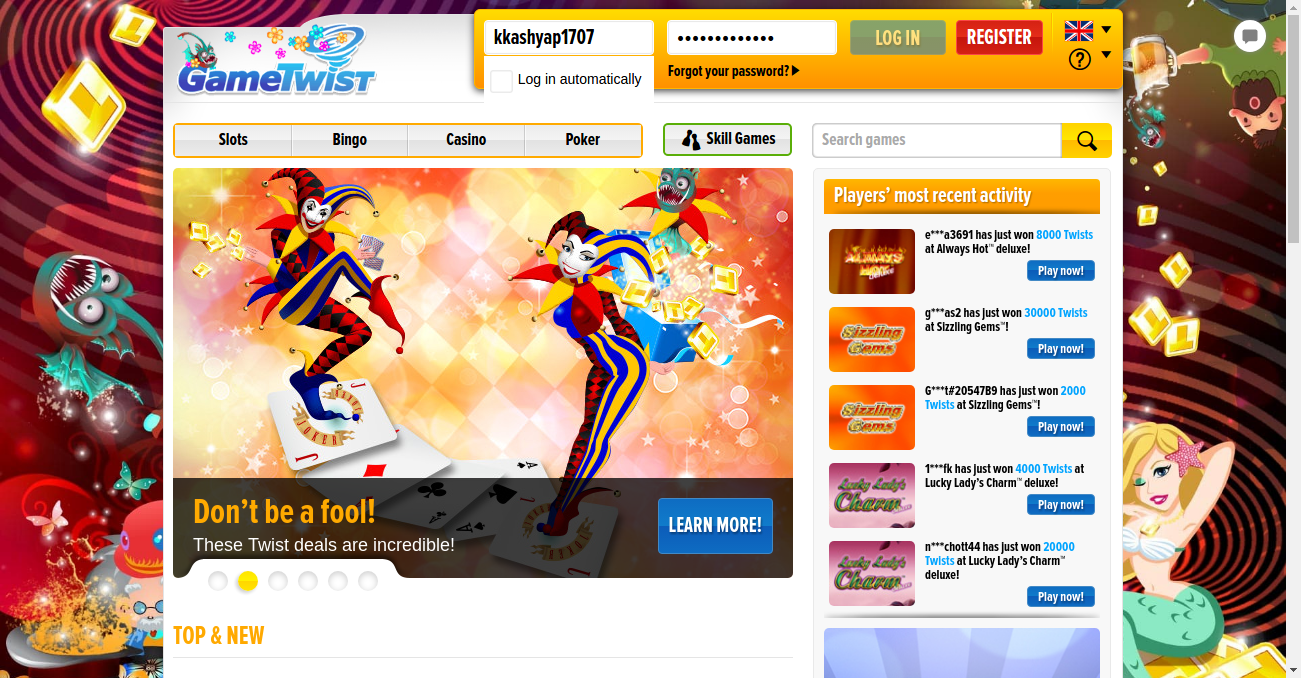 GameTwist
kkashyap1707
•••••••••••••
LOG IN
REGISTER
Log in automatically
Forgot your password?
Slots
Bingo
Casino
Poker
Skill Games
Search games
Players’ most recent activity
ALWAYS HOT
e***a3691 has just won 8000 Twists
at Always Hot™ deluxe!
Play now!
Sizzling
Gems
g***as2 has just won 30000 Twists
at Sizzling Gems™!
Play now!
Sizzling
Gems
G***t#20547B9 has just won 2000
Twists at Sizzling Gems™!
Play now!
Lucky Lady's
Charm
1***fk has just won 4000 Twists at
Lucky Lady’s Charm™ deluxe!
Play now!
Lucky Lady's
Charm
n***chott44 has just won 20000
Twists at Lucky Lady’s Charm™
deluxe!
Play now!
JOKER
Don’t be a fool!
These Twist deals are incredible!
LEARN MORE!
TOP & NEW